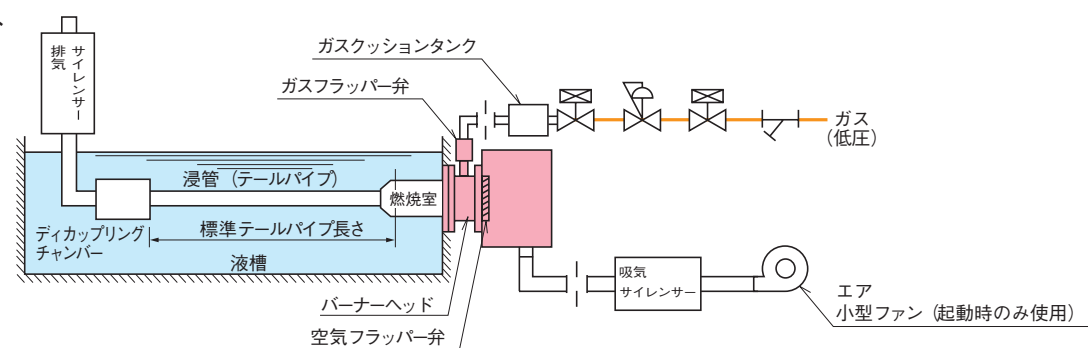 排気
サイレンサー
ガスクッションタンク
ガスフラッパー弁
ガス
(低圧)
浸管（テールパイプ）
燃焼室
ディカップリング
チャンバー
標準テールパイプ長さ
液槽
吸気
サイレンサー
エア
小型ファン（起動時のみ使用）
バーナーヘッド
空気フラッパー弁